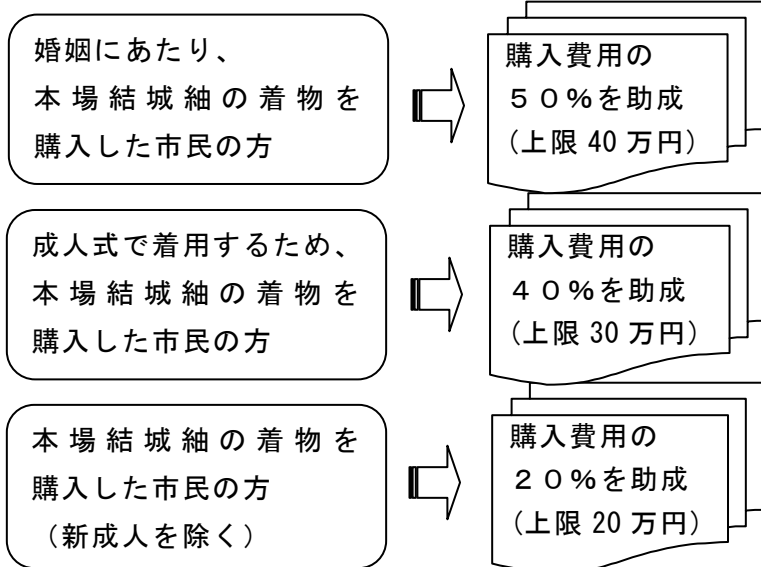 婚姻にあたり、
本場結城紬の着物を
購入した市民の方
購入費用の
５０%を助成
(上限 40 万円)
成人式で着用するため、
本場結城紬の着物を
購入した市民の方
購入費用の
４０%を助成
(上限 30 万円)
本場結城紬の着物を
購入した市民の方
（新成人を除く）
購入費用の
２０%を助成
(上限 20 万円)